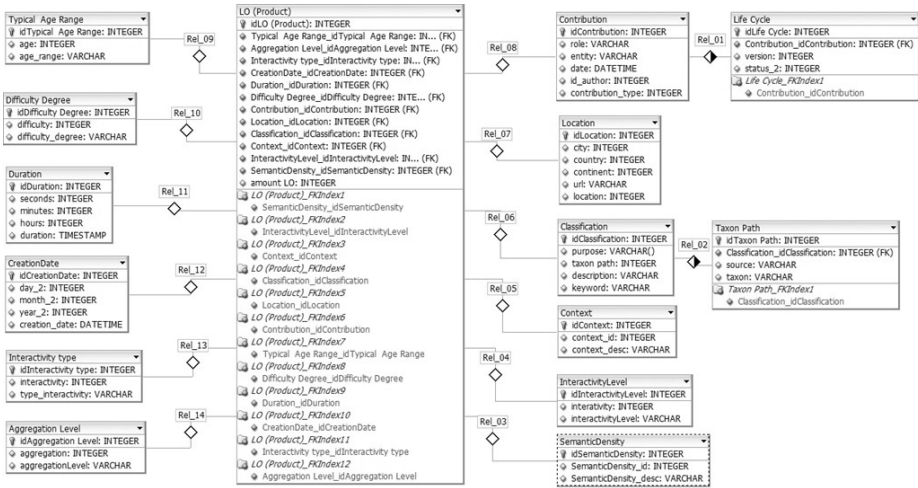 Typical Age Range
idTypical Age Range: INTEGER
age: INTEGER
age_range: VARCHAR
Rel_09
Difficulty Degree
idDifficulty Degree: INTEGER
difficulty: INTEGER
difficulty_degree: VARCHAR
Rel_10
Duration
idDuration: INTEGER
seconds: INTEGER
minutes: INTEGER
hours: INTEGER
duration: TIMESTAMP
Rel_11
CreationDate
idCreationDate: INTEGER
day_2: INTEGER
month_2: INTEGER
year_2: INTEGER
creation_date: DATETIME
Rel_12
Interactivity type
idInteractivity type: INTEGER
interactivity: INTEGER
type_interactivity: VARCHAR
Rel_13
Aggregation Level
idAggregation Level: INTEGER
aggregation: INTEGER
aggregationLevel: VARCHAR
Rel_14
LO (Product)
idLO (Product): INTEGER
Typical Age Range_idTypical Age Range: IN... (FK)
Aggregation Level_idAggregation Level: INTE... (FK)
Interactivity type_idInteractivity type: IN... (FK)
CreationDate_idCreationDate: INTEGER (FK)
Duration_idDuration: INTEGER (FK)
Difficulty Degree_idDifficulty Degree: INTE... (FK)
Contribution_idContribution: INTEGER (FK)
Location_idLocation: INTEGER (FK)
Classification_idClassification: INTEGER (FK)
Context_idContext: INTEGER (FK)
InteractivityLevel_idInteractivityLevel: IN... (FK)
SemanticDensity_idSemanticDensity: INTEGER (FK)
amount LO: INTEGER
LO (Product)_FKIndex1
SemanticDensity_idSemanticDensity
LO (Product)_FKIndex2
InteractivityLevel_idInteractivityLevel
LO (Product)_FKIndex3
Context_idContext
LO (Product)_FKIndex4
Classification_idClassification
LO (Product)_FKIndex5
Location_idLocation
LO (Product)_FKIndex6
Contribution_idContribution
LO (Product)_FKIndex7
Typical Age Range_idTypical Age Range
LO (Product)_FKIndex8
Difficulty Degree_idDifficulty Degree
LO (Product)_FKIndex9
Duration_idDuration
LO (Product)_FKIndex10
CreationDate_idCreationDate
LO (Product)_FKIndex11
Interactivity type_idInteractivity type
LO (Product)_FKIndex12
Aggregation Level_idAggregation Level
Rel_08
Contribution
idContribution: INTEGER
role: VARCHAR
entity: VARCHAR
date: DATETIME
id_author: INTEGER
contribution_type: INTEGER
Rel_01
Life Cycle
idLife Cycle: INTEGER
Contribution_idContribution: INTEGER (FK)
version: INTEGER
status_2: INTEGER
Life Cycle_FKIndex1
Contribution_idContribution
Rel_07
Location
idLocation: INTEGER
city: INTEGER
country: INTEGER
continent: INTEGER
url: VARCHAR
location: INTEGER
Rel_06
Classification
idClassification: INTEGER
purpose: VARCHAR()
taxon path: INTEGER
description: VARCHAR
keyword: VARCHAR
Rel_02
Taxon Path
idTaxon Path: INTEGER
Classification_idClassification: INTEGER (FK)
source: VARCHAR
taxon: VARCHAR
Taxon Path_FKIndex1
Classification_idClassification
Rel_05
Context
idContext: INTEGER
context_id: INTEGER
context_desc: VARCHAR
Rel_04
InteractivityLevel
idInteractivityLevel: INTEGER
interativity: INTEGER
interactivityLevel: VARCHAR
Rel_03
SemanticDensity
idSemanticDensity: INTEGER
SemanticDensity_id: INTEGER
SemanticDensity_desc: VARCHAR